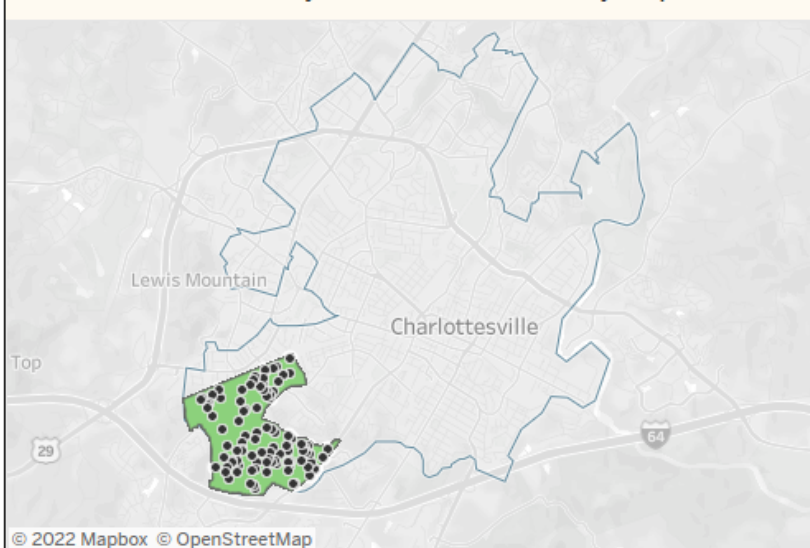 Lewis Mountain
Charlottesville
Top
29
64
© 2022 Mapbox © OpenStreetMap